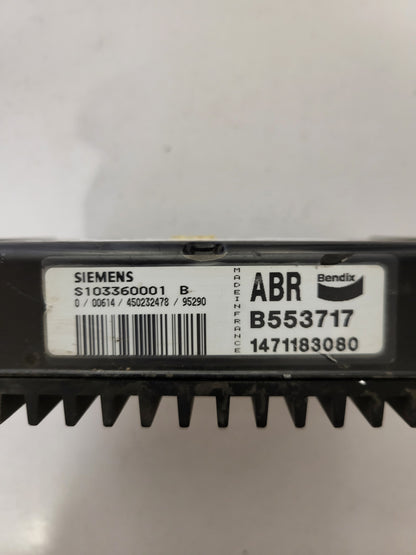 SIEMENS
S103360001 B
0 / 00614 / 450232478 / 95290
MADE IN FRANCE
ABR Bendix
B553717
1471183080